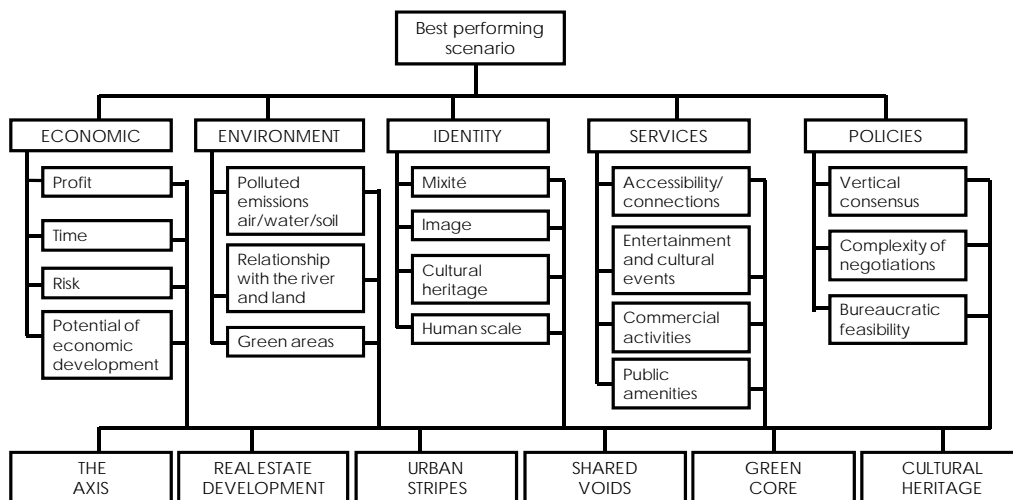 Best performing
scenario
ECONOMIC
ENVIRONMENT
IDENTITY
SERVICES
POLICIES
Profit
Time
Risk
Potential of
economic
development
Polluted
emissions
air/water/soil
Relationship
with the river
and land
Green areas
Mixité
Image
Cultural
heritage
Human scale
Accessibility/
connections
Entertainment
and cultural
events
Commercial
activities
Public
amenities
Vertical
consensus
Complexity of
negotiations
Bureaucratic
feasibility
THE
AXIS
REAL ESTATE
DEVELOPMENT
URBAN
STRIPES
SHARED
VOIDS
GREEN
CORE
CULTURAL
HERITAGE